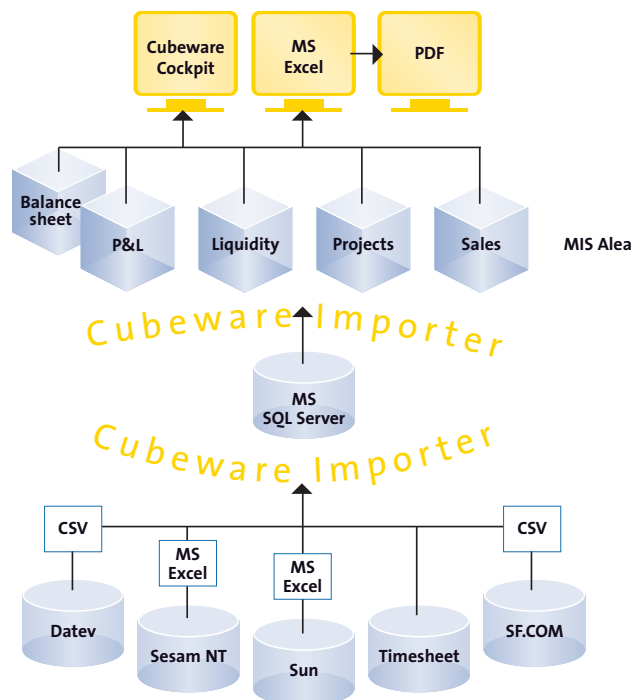 Cubeware
Cockpit
MS
Excel
PDF
Balance
sheet
P&L
Liquidity
Projects
Sales
MIS Alea
Cubeware Importer
MS
SQL Server
Cubeware Importer
CSV
MS
Excel
MS
Excel
CSV
Datev
Sesam NT
Sun
Timesheet
SF.COM